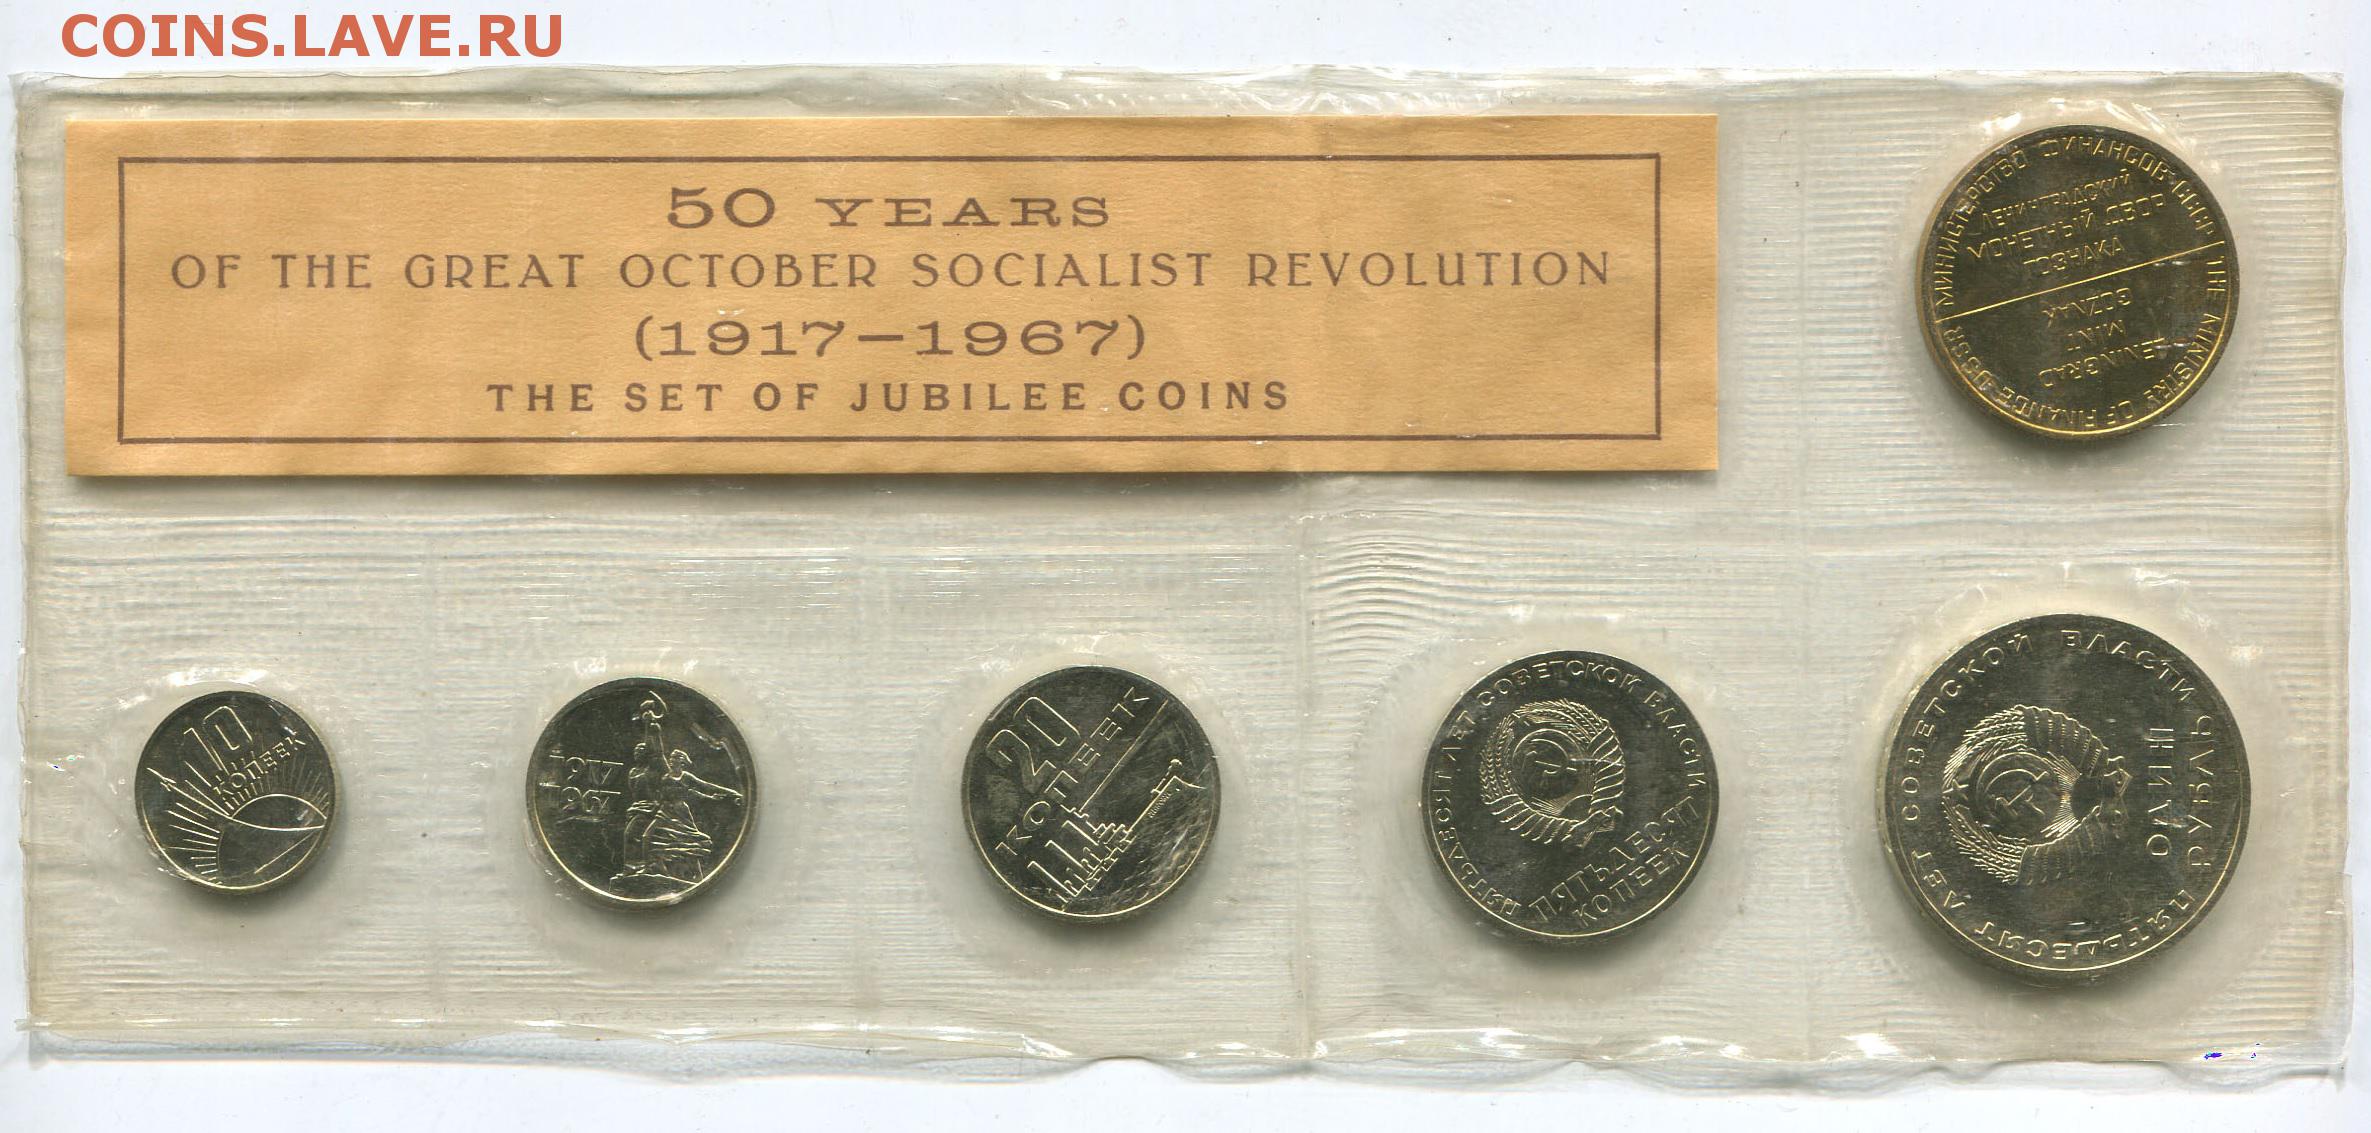 COINS.LAVE.RU
50 YEARS
OF THE GREAT OCTOBER SOCIALIST REVOLUTION
(1917–1967)
THE SET OF JUBILEE COINS
МИНИСТЕРСТВО ФИНАНСОВ СССР
ЛЕНИНГРАДСКИЙ
МОНЕТНЫЙ ДВОР
ГОЗНАКА
THE MINISTRY OF FINANCE USSR
LENINGRAD
MINT
GOZNAK
10
КОПЕЕК
1917
1967
20
КОПЕЕК
ПЯТЬДЕСЯТ ЛЕТ СОВЕТСКОЙ ВЛАСТИ
ПЯТЬДЕСЯТ
КОПЕЕК
ПЯТЬДЕСЯТ ЛЕТ СОВЕТСКОЙ ВЛАСТИ
ОДИН
РУБЛЬ